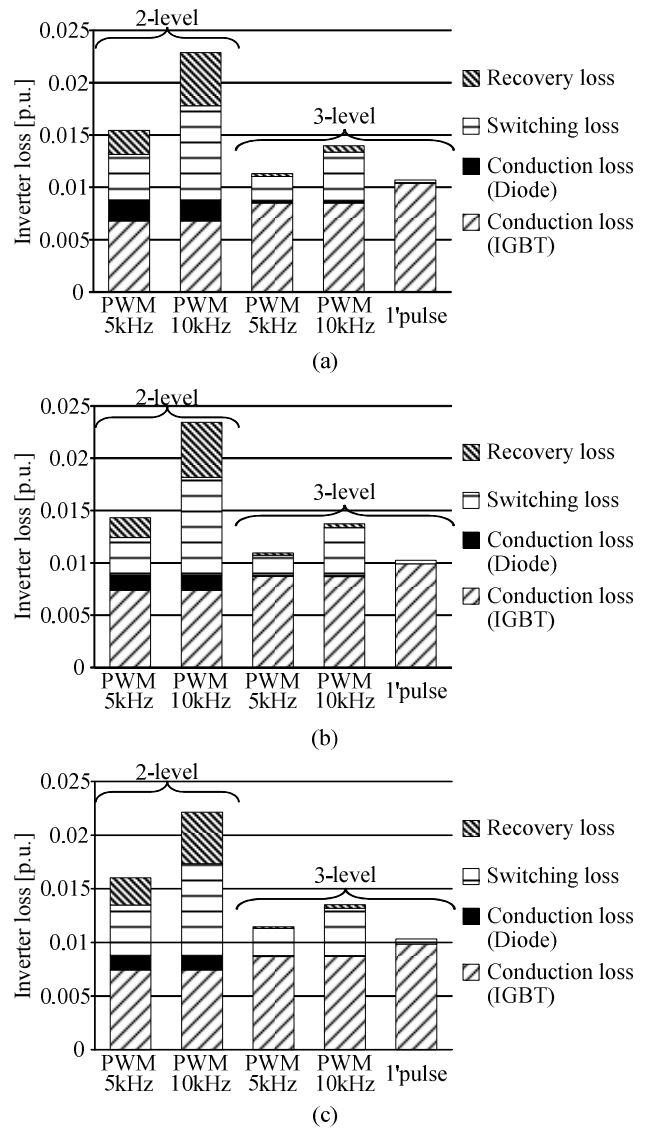 2-level
3-level
Inverter loss [p.u.]
0.025
0.02
0.015
0.01
0.005
0
PWM 5kHz
PWM 10kHz
PWM 5kHz
PWM 10kHz
1'pulse
Recovery loss
Switching loss
Conduction loss
(Diode)
Conduction loss
(IGBT)
(a)
2-level
3-level
Inverter loss [p.u.]
0.025
0.02
0.015
0.01
0.005
0
PWM 5kHz
PWM 10kHz
PWM 5kHz
PWM 10kHz
1'pulse
Recovery loss
Switching loss
Conduction loss
(Diode)
Conduction loss
(IGBT)
(b)
2-level
3-level
Inverter loss [p.u.]
0.025
0.02
0.015
0.01
0.005
0
PWM 5kHz
PWM 10kHz
PWM 5kHz
PWM 10kHz
1'pulse
Recovery loss
Switching loss
Conduction loss
(Diode)
Conduction loss
(IGBT)
(c)